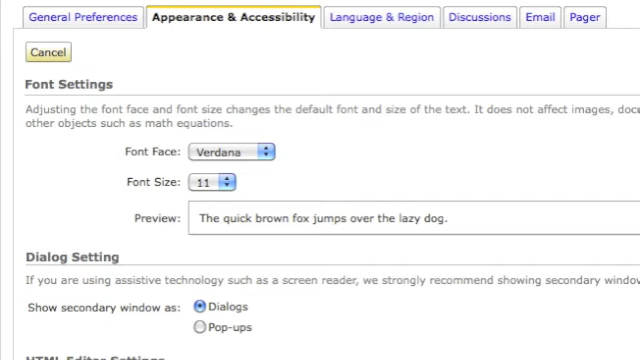 General Preferences Appearance & Accessibility Language & Region Discussions Email Pager
Cancel
Font Settings
Adjusting the font face and font size changes the default font and size of the text. It does not affect images,
other objects such as math equations.
Font Face: Verdana
Font Size: 11
Preview: The quick brown fox jumps over the lazy dog.
Dialog Setting
If you are using assistive technology such as a screen reader, we strongly recommend showing secondary
Show secondary window as: Dialogs
Pop-ups
HTML Editor Settings